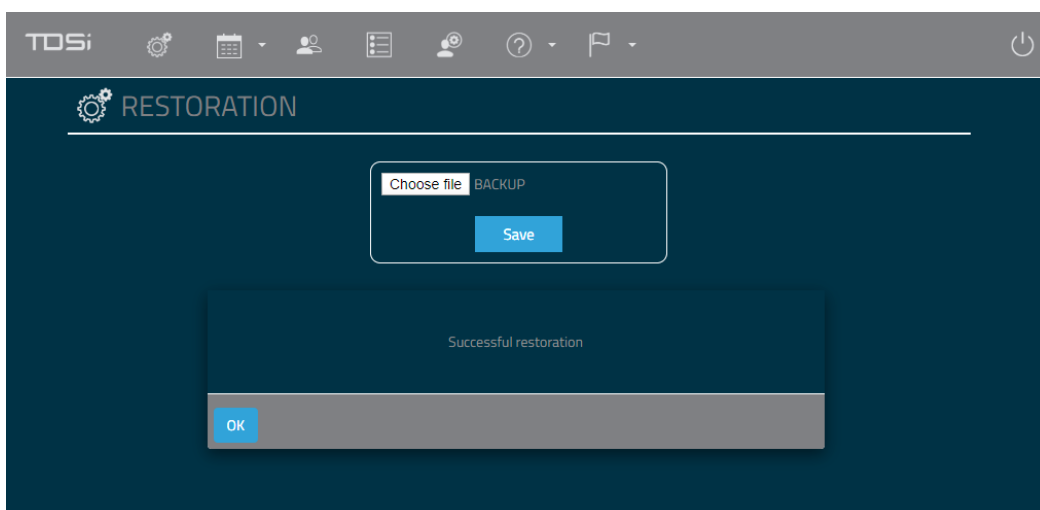 TDSi
RESTORATION
Choose file BACKUP
Save
Successful restoration
OK